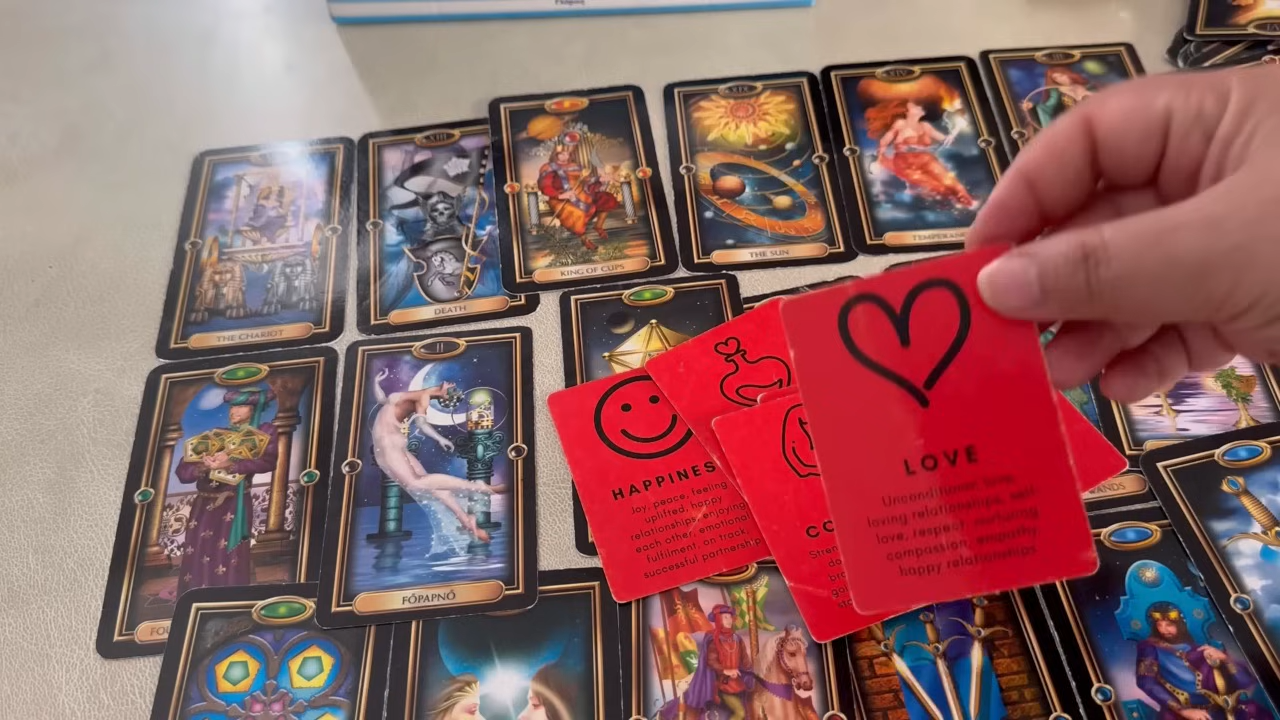 XIII
XIX
XIV
THE CHARIOT
DEATH
KING OF CUPS
THE SUN
II
FŐPAPNŐ
HAPPINES
Joy, peace, feeling
uplifted, happy
relationships, enjoying
each other, emotional
fulfilment, on track,
successful partnership
CO
LOVE
Unconditional love,
loving relationships, self
love, respect, nurturing
compassion, empathy,
happy relationships
WANDS